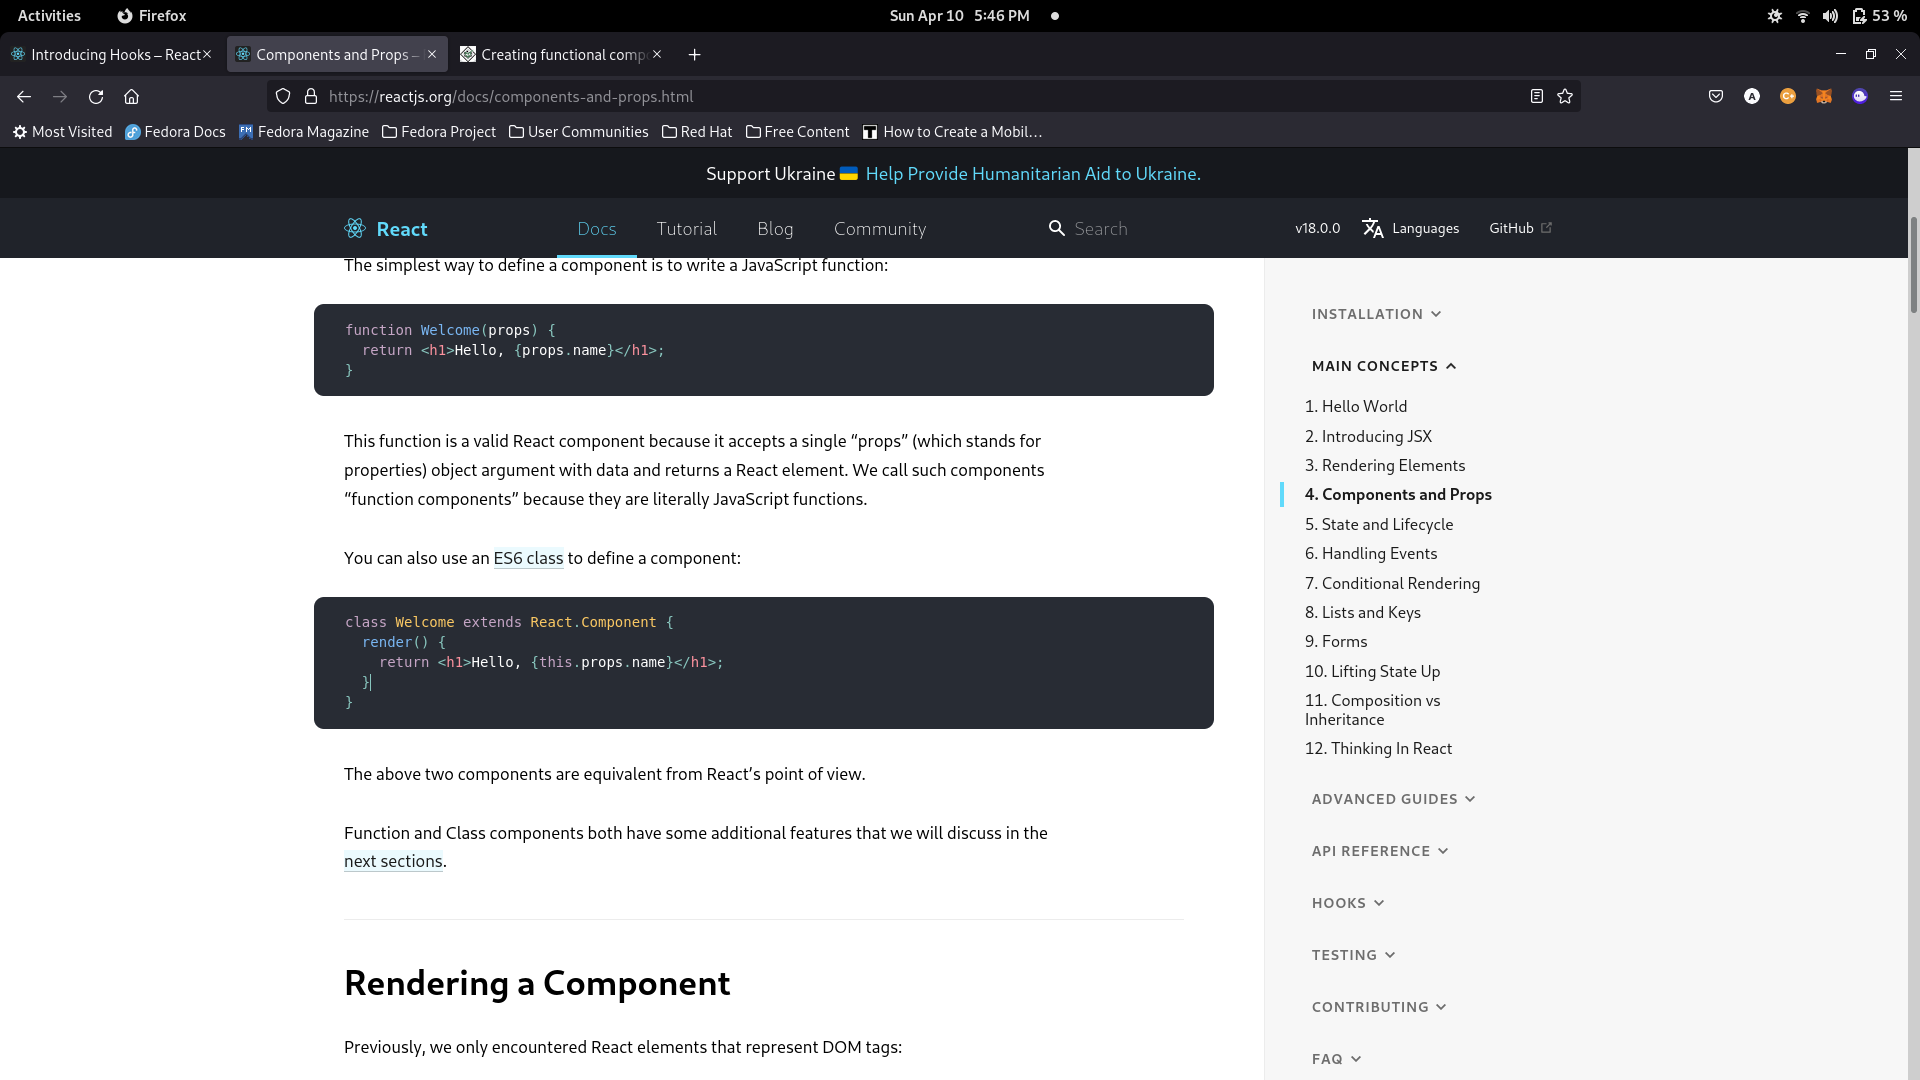 Activities Firefox Sun Apr 10 5:46 PM 53 %
Introducing Hooks – React Components and Props – Creating functional comp
https://reactjs.org/docs/components-and-props.html
Most Visited Fedora Docs Fedora Magazine Fedora Project User Communities Red Hat Free Content How to Create a Mobil…
Support Ukraine 🇺🇦 Help Provide Humanitarian Aid to Ukraine.
React Docs Tutorial Blog Community Search v18.0.0 Languages GitHub
The simplest way to define a component is to write a JavaScript function:
function Welcome(props) {
  return <h1>Hello, {props.name}</h1>;
}
This function is a valid React component because it accepts a single “props” (which stands for
properties) object argument with data and returns a React element. We call such components
“function components” because they are literally JavaScript functions.
You can also use an ES6 class to define a component:
class Welcome extends React.Component {
  render() {
    return <h1>Hello, {this.props.name}</h1>;
  }
}
The above two components are equivalent from React’s point of view.
Function and Class components both have some additional features that we will discuss in the
next sections.
Rendering a Component
Previously, we only encountered React elements that represent DOM tags:
INSTALLATION
MAIN CONCEPTS
1. Hello World
2. Introducing JSX
3. Rendering Elements
4. Components and Props
5. State and Lifecycle
6. Handling Events
7. Conditional Rendering
8. Lists and Keys
9. Forms
10. Lifting State Up
11. Composition vs
Inheritance
12. Thinking In React
ADVANCED GUIDES
API REFERENCE
HOOKS
TESTING
CONTRIBUTING
FAQ